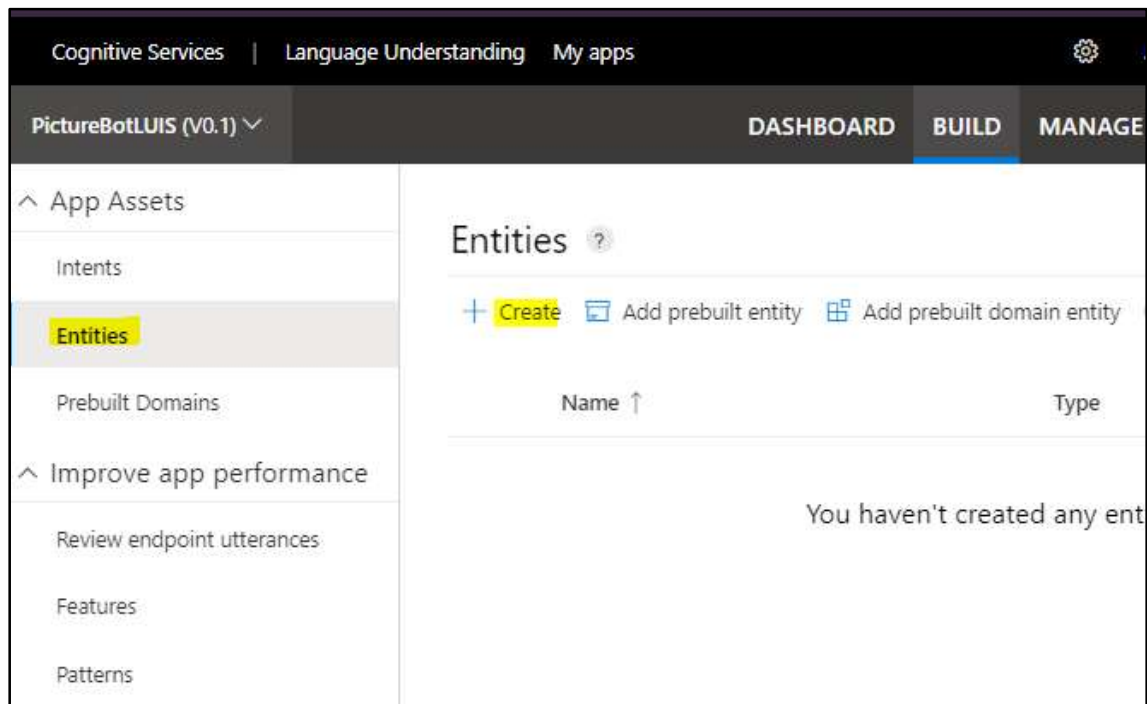 Cognitive Services | Language Understanding My apps
PictureBotLUIS (V0.1)
DASHBOARD BUILD MANAGE
App Assets
Intents
Entities
Prebuilt Domains
Improve app performance
Review endpoint utterances
Features
Patterns
Entities ?
+ Create Add prebuilt entity Add prebuilt domain entity
Name ↑ Type
You haven't created any ent